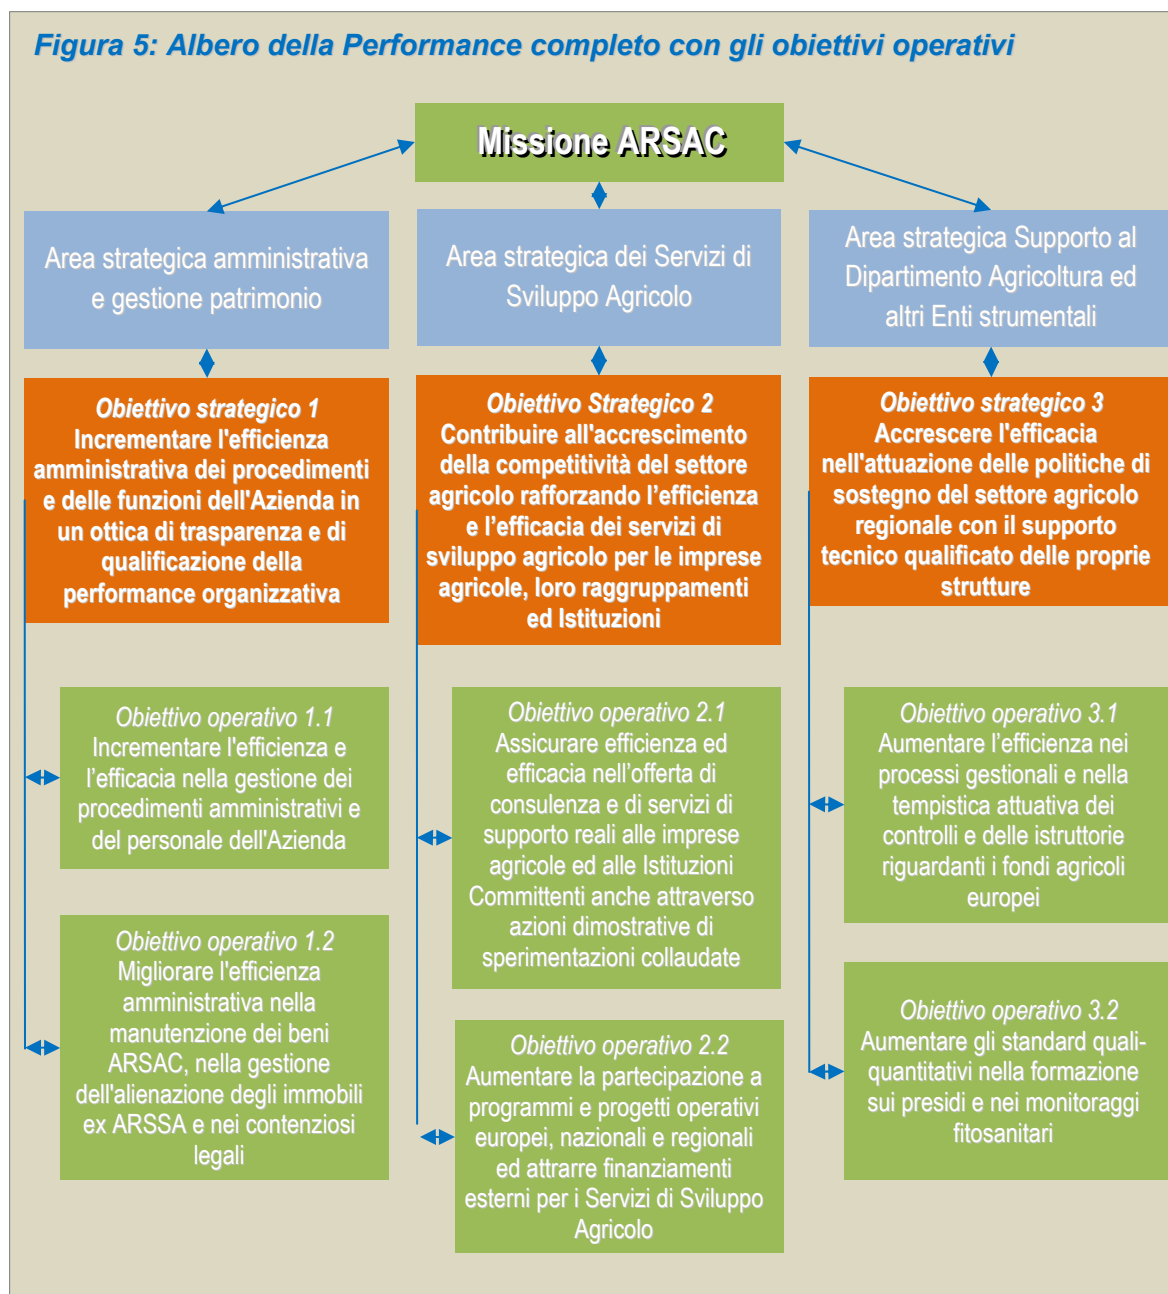 Figura 5: Albero della Performance completo con gli obiettivi operativi
Missione ARSAC
Area strategica amministrativa
e gestione patrimonio
Area strategica dei Servizi di
Sviluppo Agricolo
Area strategica Supporto al
Dipartimento Agricoltura ed
altri Enti strumentali
Obiettivo strategico 1
Incrementare l'efficienza
amministrativa dei procedimenti
e delle funzioni dell'Azienda in
un ottica di trasparenza e di
qualificazione della
performance organizzativa
Obiettivo Strategico 2
Contribuire all'accrescimento
della competitività del settore
agricolo rafforzando l’efficienza
e l’efficacia dei servizi di
sviluppo agricolo per le imprese
agricole, loro raggruppamenti
ed Istituzioni
Obiettivo strategico 3
Accrescere l'efficacia
nell'attuazione delle politiche di
sostegno del settore agricolo
regionale con il supporto
tecnico qualificato delle proprie
strutture
Obiettivo operativo 1.1
Incrementare l'efficienza e
l’efficacia nella gestione dei
procedimenti amministrativi e
del personale dell'Azienda
Obiettivo operativo 1.2
Migliorare l'efficienza
amministrativa nella
manutenzione dei beni
ARSAC, nella gestione
dell'alienazione degli immobili
ex ARSSA e nei contenziosi
legali
Obiettivo operativo 2.1
Assicurare efficienza ed
efficacia nell’offerta di
consulenza e di servizi di
supporto reali alle imprese
agricole ed alle Istituzioni
Committenti anche attraverso
azioni dimostrative di
sperimentazioni collaudate
Obiettivo operativo 2.2
Aumentare la partecipazione a
programmi e progetti operativi
europei, nazionali e regionali
ed attrarre finanziamenti
esterni per i Servizi di Sviluppo
Agricolo
Obiettivo operativo 3.1
Aumentare l’efficienza nei
processi gestionali e nella
tempistica attuativa dei
controlli e delle istruttorie
riguardanti i fondi agricoli
europei
Obiettivo operativo 3.2
Aumentare gli standard quali-
quantitativi nella formazione
sui presidi e nei monitoraggi
fitosanitari